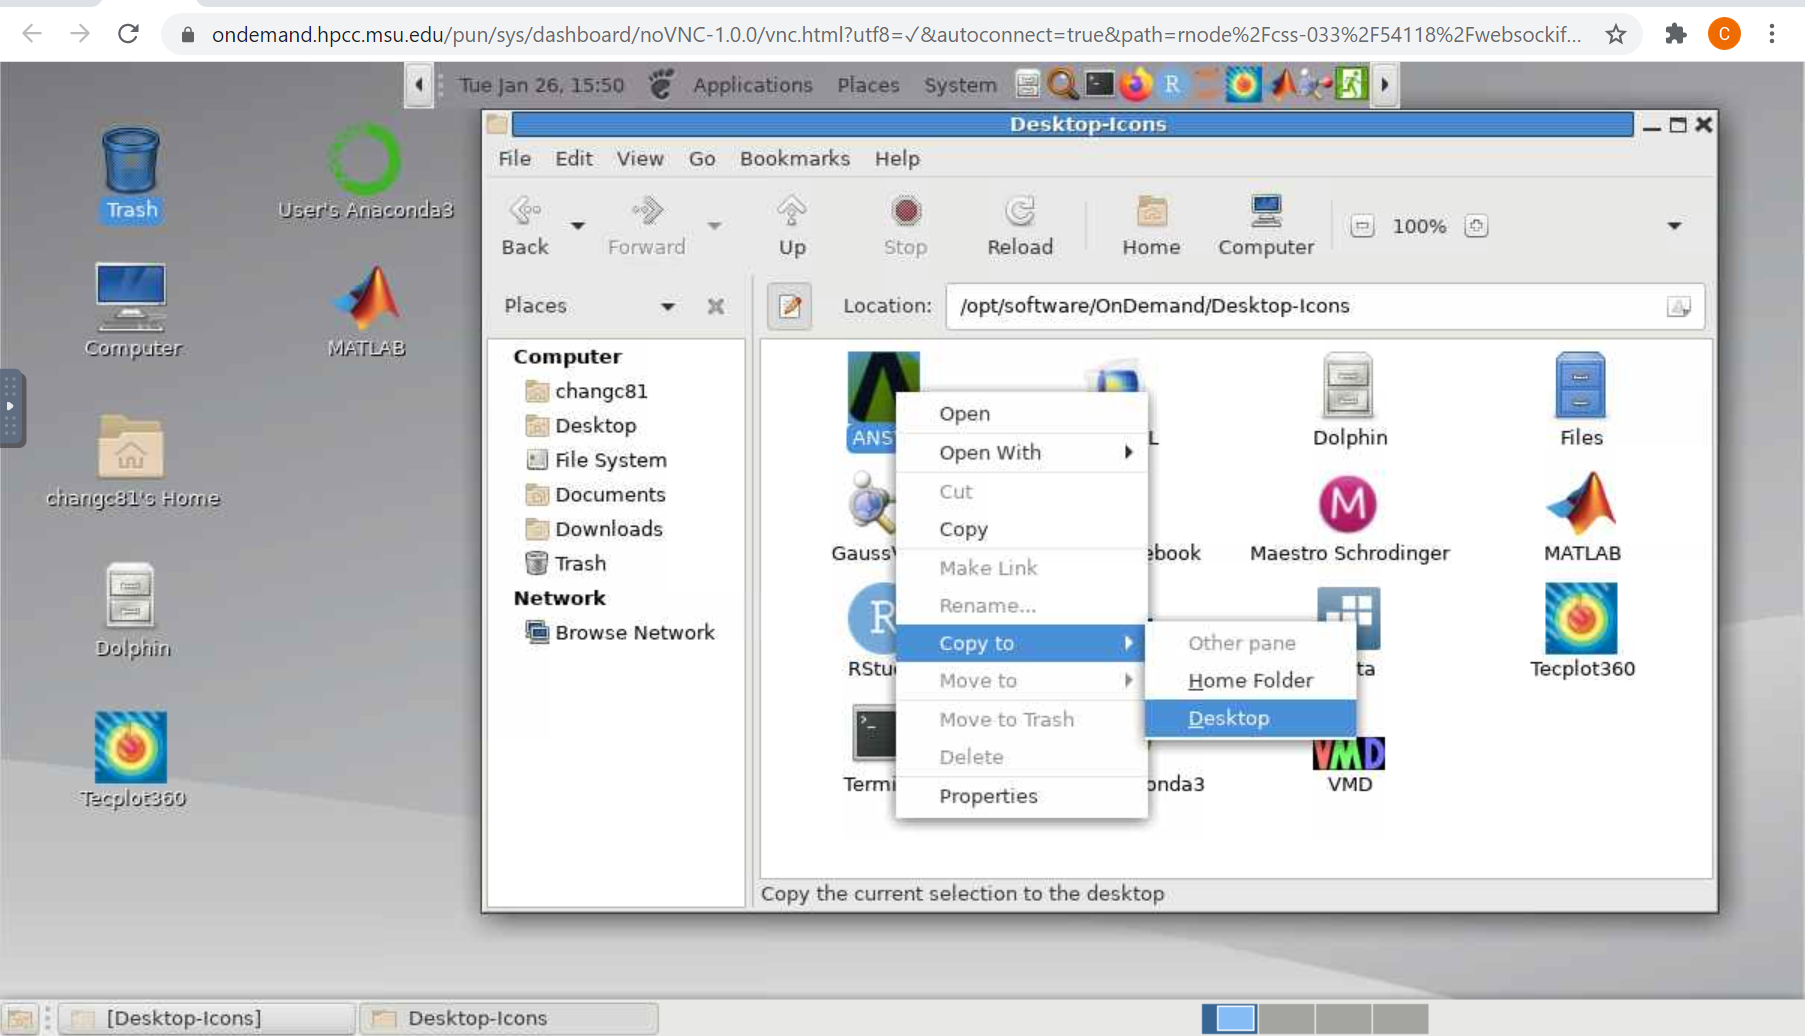 ondemand.hpcc.msu.edu/pun/sys/dashboard/noVNC-1.0.0/vnc.html?utf8=✓&autoconnect=true&path=rnode%2Fcss-033%2F54118%2Fwebsockif...
C
Tue Jan 26, 15:50 Applications Places System
R
Desktop-Icons
File Edit View Go Bookmarks Help
Back Forward Up Stop Reload Home Computer 100%
Places Location: /opt/software/OnDemand/Desktop-Icons
Trash
User's Anaconda3
Computer
MATLAB
changc81's Home
Dolphin
Tecplot360
Computer
changc81
Desktop
File System
Documents
Downloads
Trash
Network
Browse Network
ANS L Dolphin Files
M
GaussV ebook Maestro Schrodinger MATLAB
R
RStu ta Tecplot360
>_
VMD
Termi onda3 VMD
Open
Open With
Cut
Copy
Make Link
Rename...
Copy to
Move to
Move to Trash
Delete
Properties
Other pane
Home Folder
Desktop
Copy the current selection to the desktop
[Desktop-Icons] Desktop-Icons